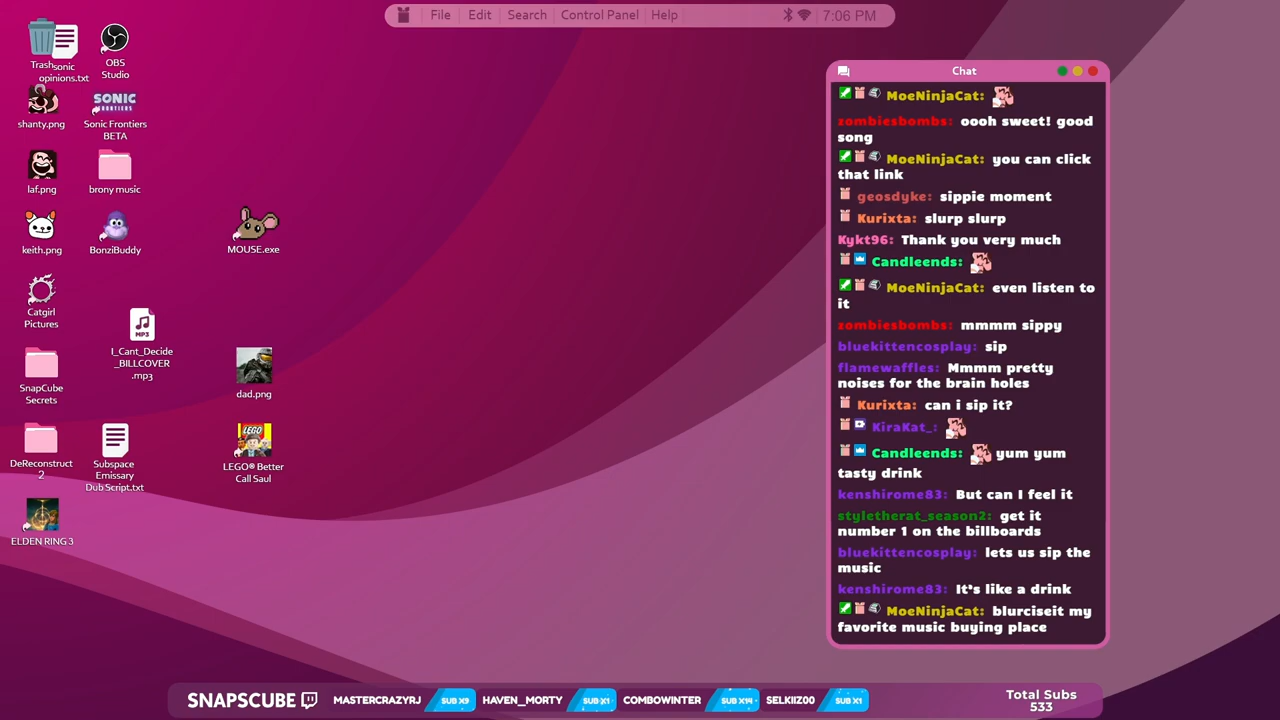 File Edit Search Control Panel Help 7:06 PM
Trash
sonic
opinions.txt
OBS
Studio
shanty.png
SONIC
FRONTIERS
Sonic Frontiers
BETA
laf.png
brony music
keith.png
BonziBuddy
MOUSE.exe
Catgirl
Pictures
MP3
I_Cant_Decide
_BILLCOVER
.mp3
SnapCube
Secrets
dad.png
DeReconstruct
2
Subspace
Emissary
Dub Script.txt
LEGO
LEGO® Better
Call Saul
ELDEN RING 3
Chat
MoeNinjaCat:
zombiesbombs: oooh sweet! good
song
MoeNinjaCat: you can click
that link
geosdyke: sippie moment
Kurixta: slurp slurp
Kykt96: Thank you very much
Candleends:
MoeNinjaCat: even listen to
it
zombiesbombs: mmmm sippy
bluekittencosplay: sip
flamewaffles: Mmmm pretty
noises for the brain holes
Kurixta: can i sip it?
KiraKat_:
Candleends: yum yum
tasty drink
kenshirome83: But can I feel it
styletherat_season2: get it
number 1 on the billboards
bluekittencosplay: lets us sip the
music
kenshirome83: It's like a drink
MoeNinjaCat: blurciseit my
favorite music buying place
SNAPSCUBE MASTERCRAZYRJ SUB X9 HAVEN_MORTY SUB X1 COMBOWINTER SUB X14 SELKIIZ00 SUB X1
Total Subs
533